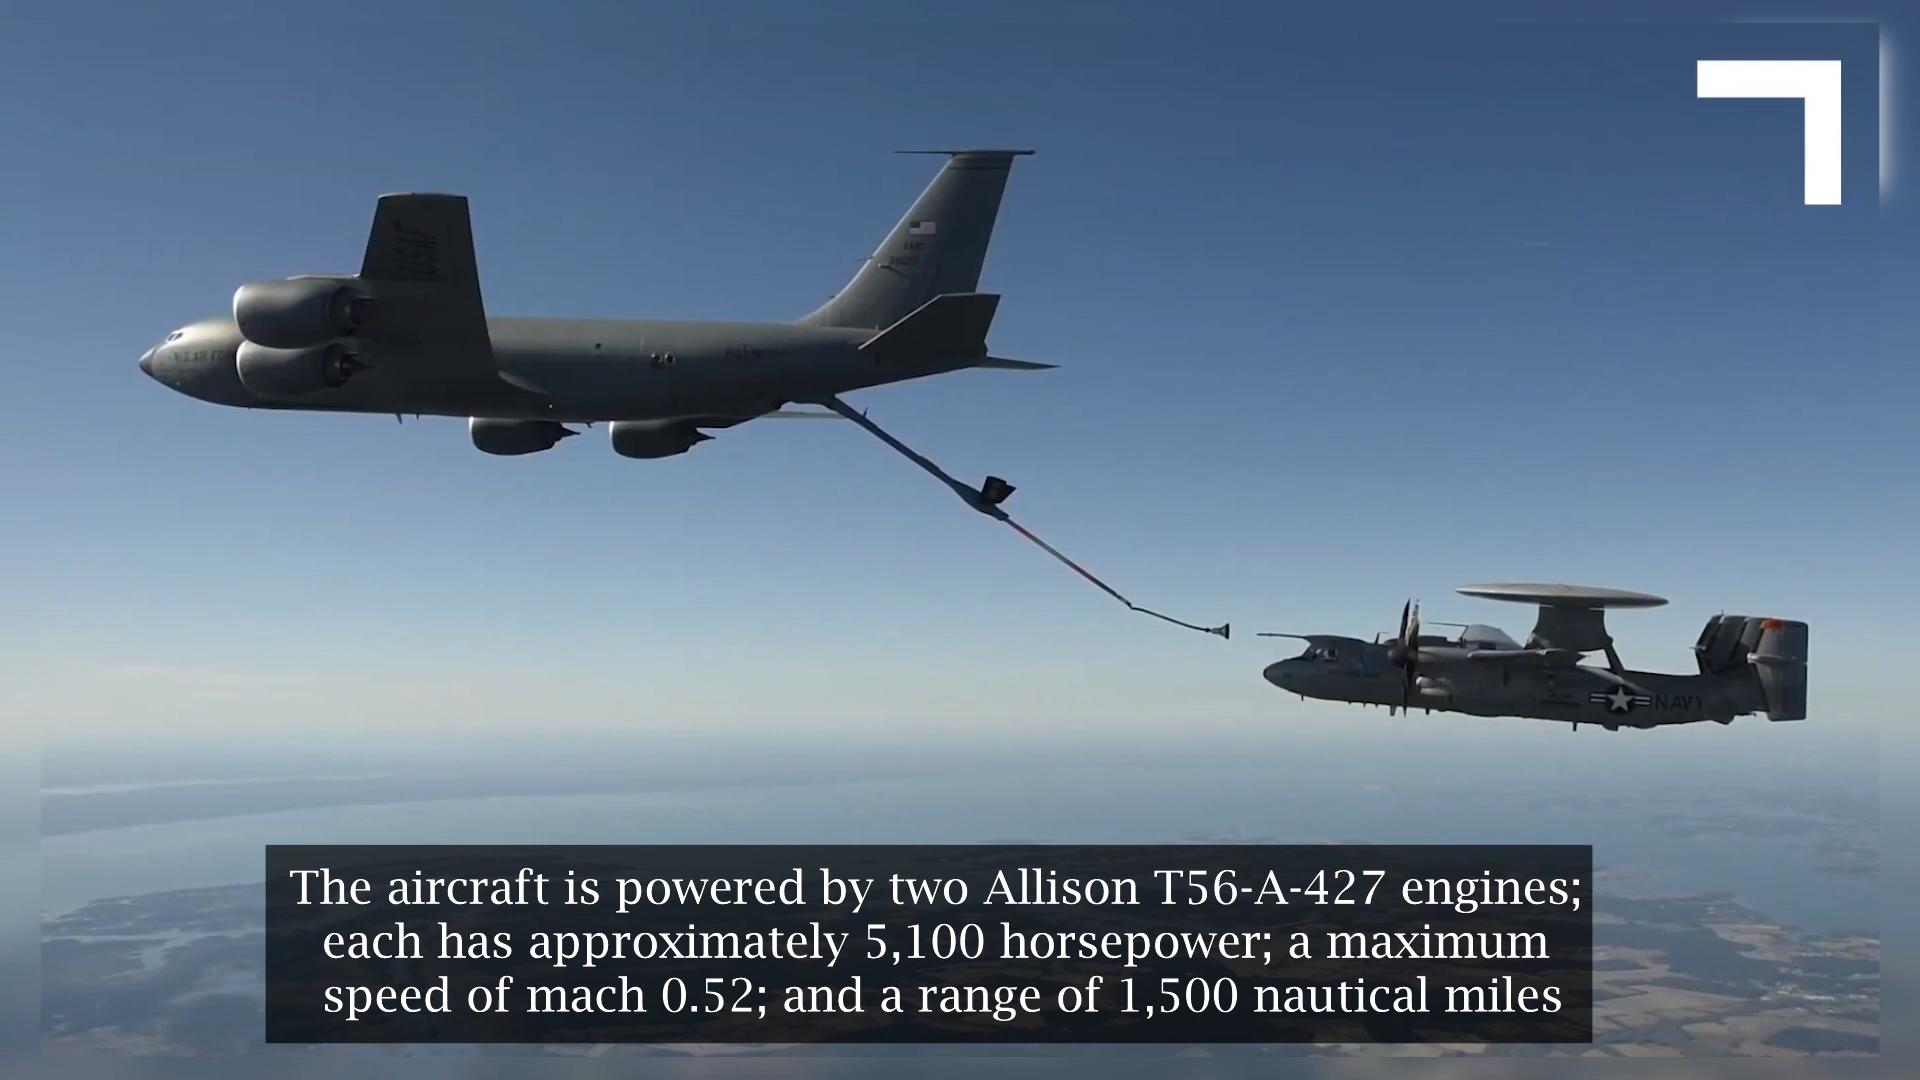 USAF
AMC
NAVY
The aircraft is powered by two Allison T56-A-427 engines;
each has approximately 5,100 horsepower; a maximum
speed of mach 0.52; and a range of 1,500 nautical miles